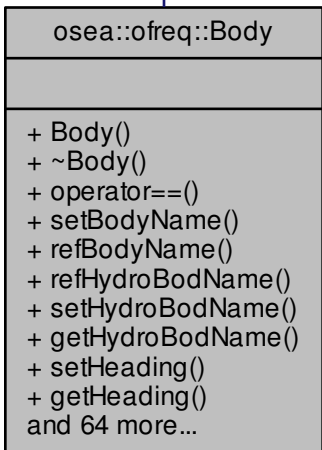 osea::ofreq::Body
+ Body()
+ ~Body()
+ operator==()
+ setBodyName()
+ refBodyName()
+ refHydroBodName()
+ setHydroBodName()
+ getHydroBodName()
+ setHeading()
+ getHeading()
and 64 more...